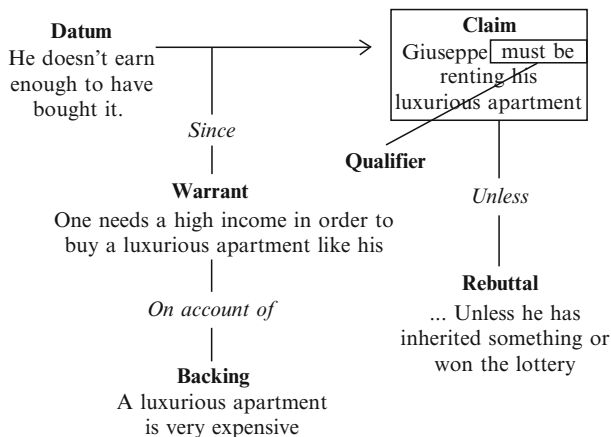 Datum
He doesn't earn
enough to have
bought it.
Claim
Giuseppe must be
renting his
luxurious apartment
Since
Qualifier
Warrant
One needs a high income in order to
buy a luxurious apartment like his
Unless
On account of
Rebuttal
... Unless he has
inherited something or
won the lottery
Backing
A luxurious apartment
is very expensive